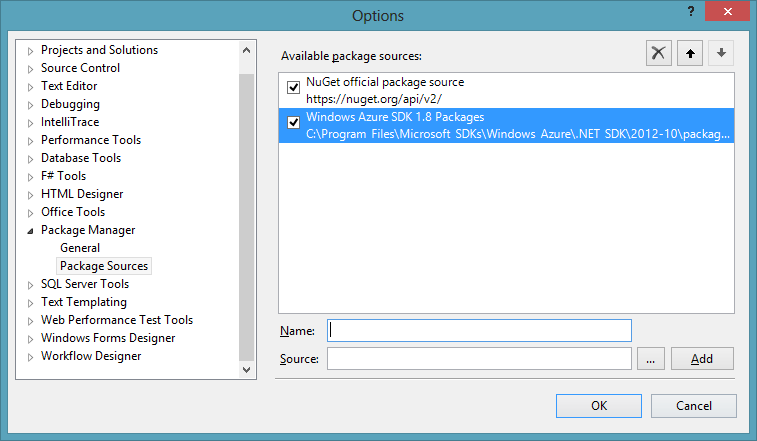 Options
?
Projects and Solutions
Source Control
Text Editor
Debugging
IntelliTrace
Performance Tools
Database Tools
F# Tools
HTML Designer
Office Tools
Package Manager
General
Package Sources
SQL Server Tools
Text Templating
Web Performance Test Tools
Windows Forms Designer
Workflow Designer
Available package sources:
NuGet official package source
https://nuget.org/api/v2/
Windows Azure SDK 1.8 Packages
C:\Program Files\Microsoft SDKs\Windows Azure\.NET SDK\2012-10\packag...
Name:
Source:
...
Add
OK
Cancel